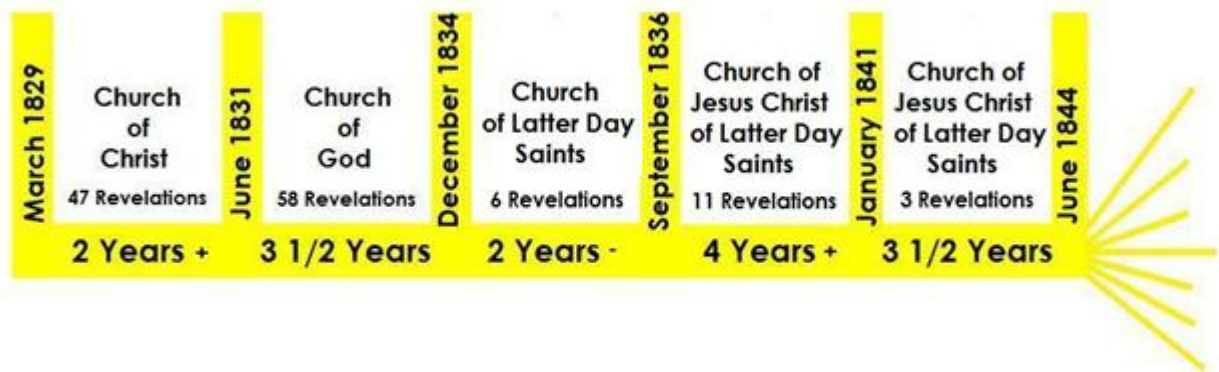 March 1829
Church
of
Christ
47 Revelations
June 1831
Church
of
God
58 Revelations
December 1834
Church
of Latter Day
Saints
6 Revelations
September 1836
Church of
Jesus Christ
of Latter Day
Saints
11 Revelations
January 1841
Church of
Jesus Christ
of Latter Day
Saints
3 Revelations
June 1844
2 Years +
3 1/2 Years
2 Years -
4 Years +
3 1/2 Years